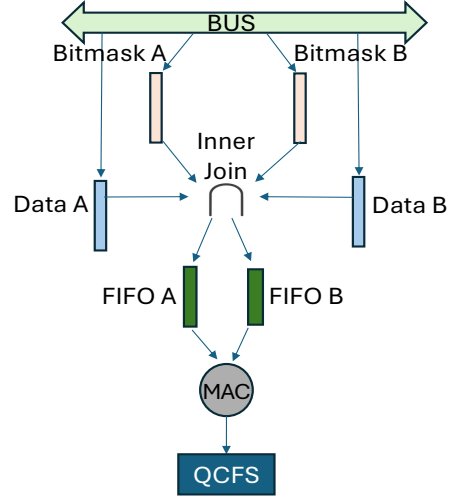 BUS
Bitmask A
Bitmask B
Inner
Join
Data A
Data B
FIFO A
FIFO B
MAC
QCFS